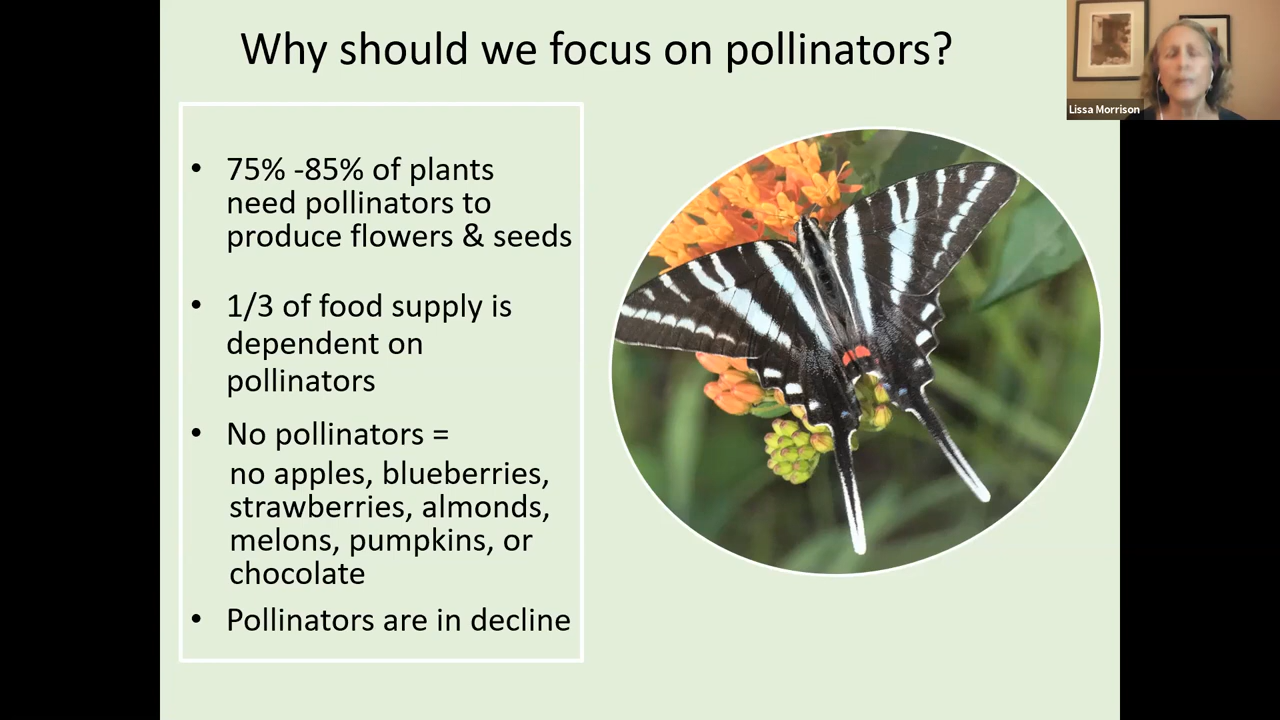 Why should we focus on pollinators?
Lissa Morrison
• 75% -85% of plants
need pollinators to
produce flowers & seeds
• 1/3 of food supply is
dependent on
pollinators
• No pollinators =
no apples, blueberries,
strawberries, almonds,
melons, pumpkins, or
chocolate
• Pollinators are in decline